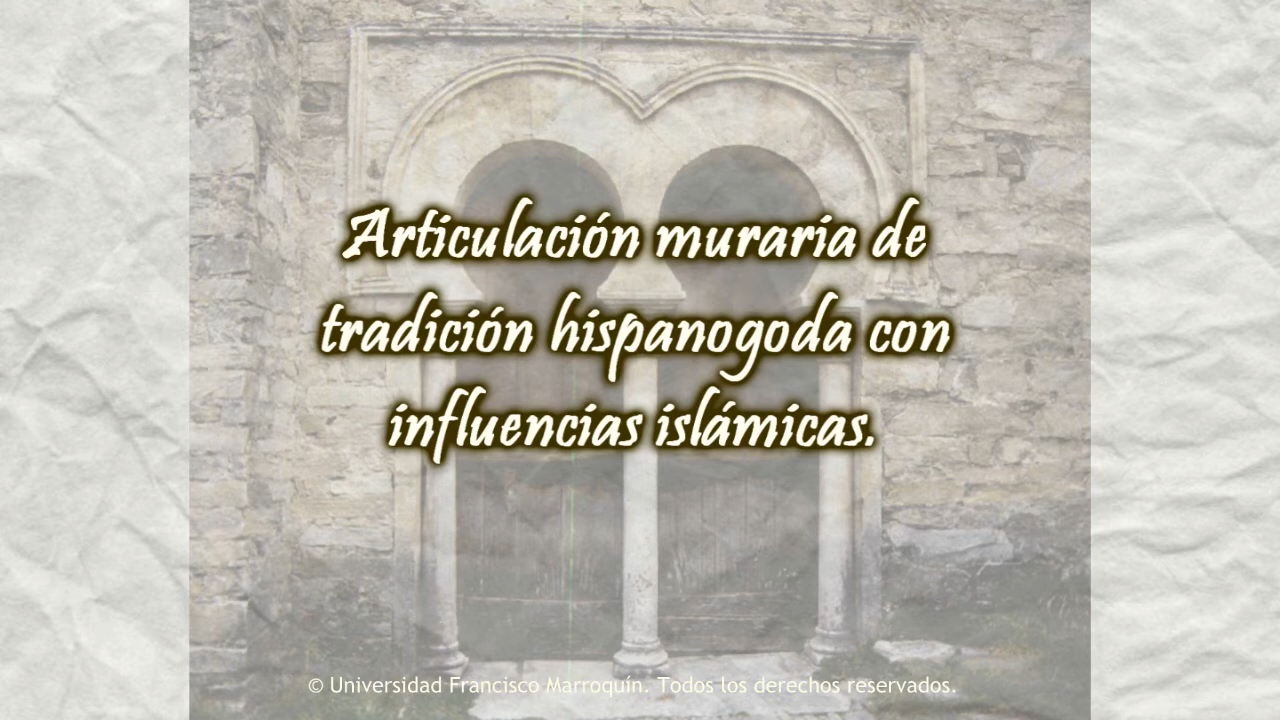 Articulación muraria de
tradición hispanogoda con
influencias islámicas.
© Universidad Francisco Marroquín. Todos los derechos reservados.